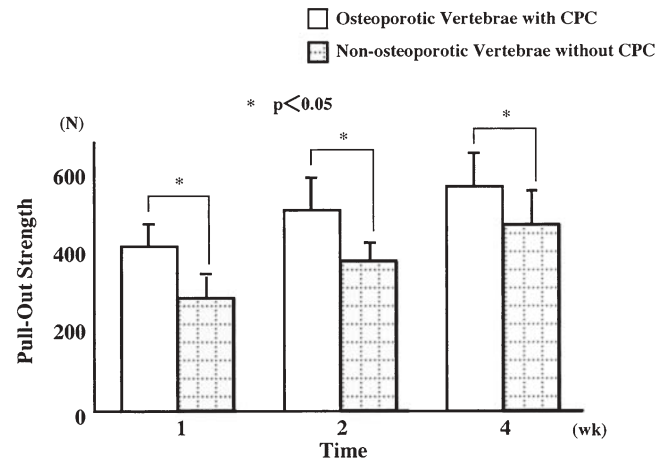 Osteoporotic Vertebrae with CPC
Non-osteoporotic Vertebrae without CPC
* p<0.05
(N)
600
400
200
0
Pull-Out Strength
*
*
*
1
2
4
(wk)
Time